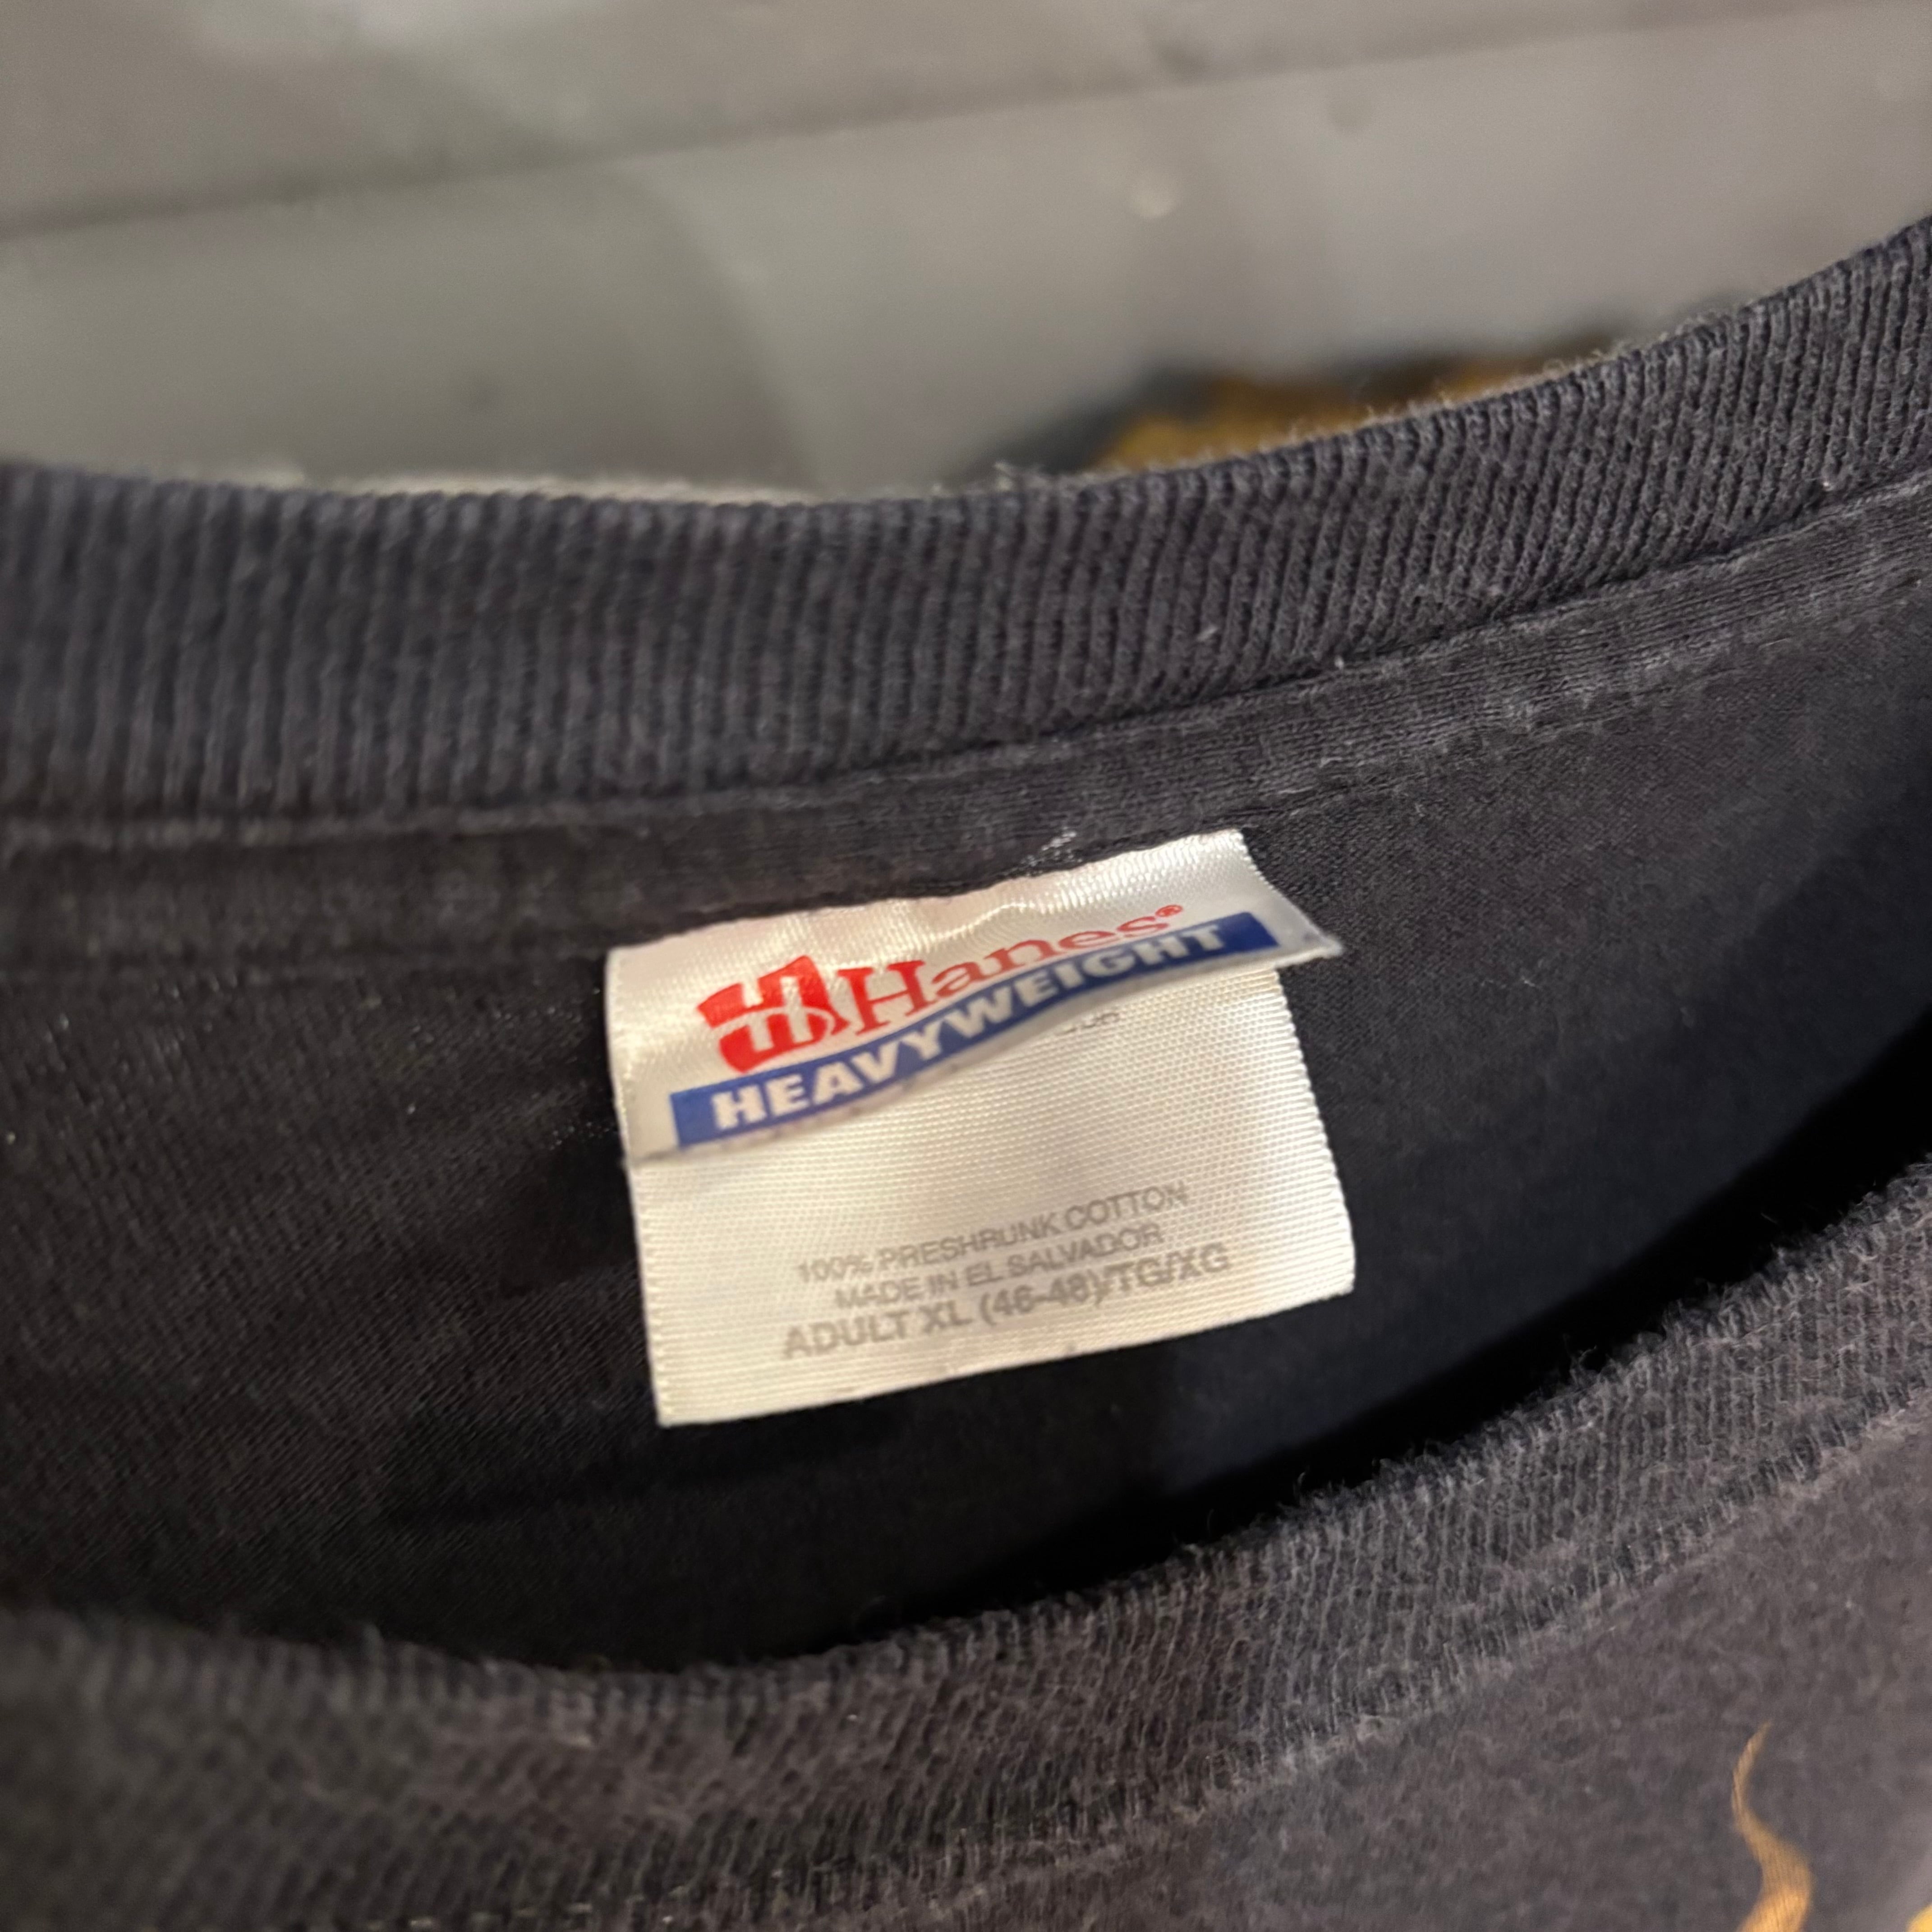 Hanes®
HEAVYWEIGHT
100% PRESHRUNK COTTON
MADE IN EL SALVADOR
ADULT XL (46-48)/TG/XG